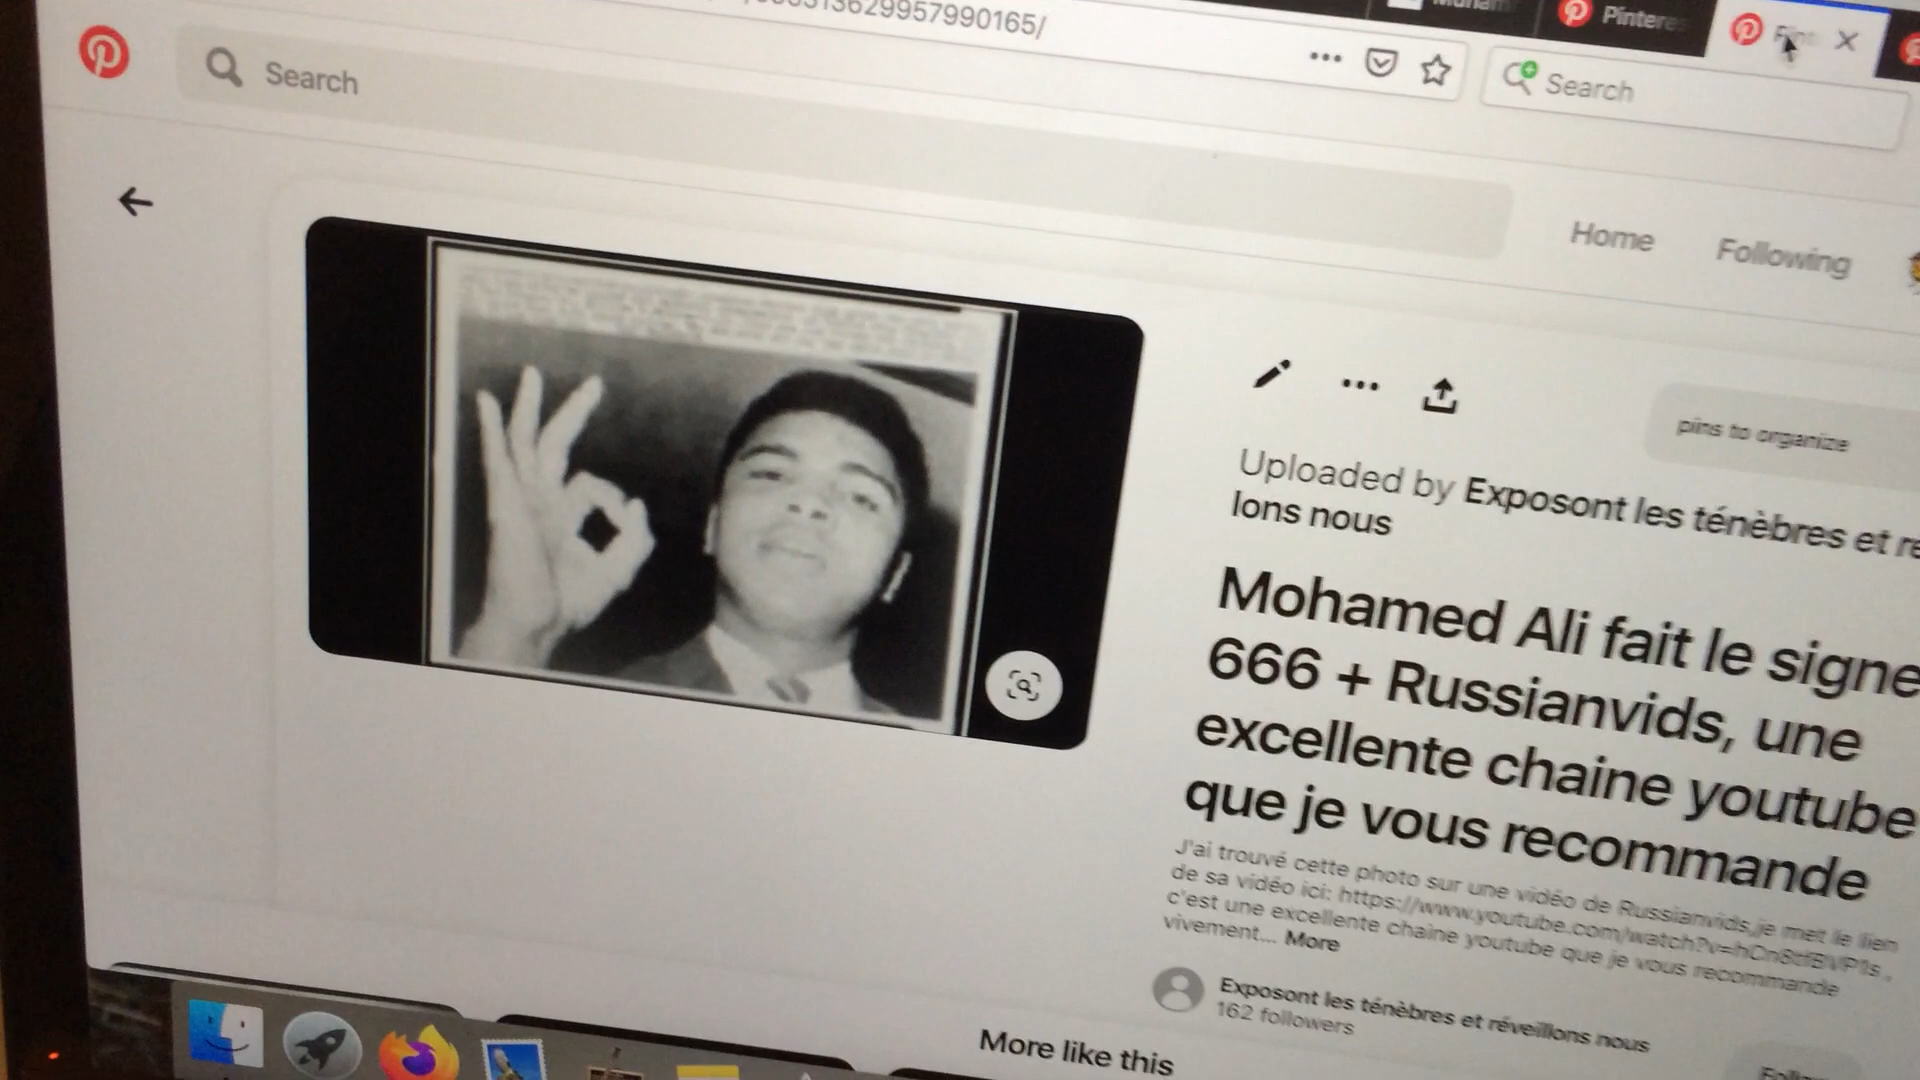 29957990165/
Pinteres
Search
Search
Home
Following
pins to organize
Uploaded by Exposont les ténèbres et ré
lons nous
Mohamed Ali fait le signe
666 + Russianvids, une
excellente chaine youtube
que je vous recommande
J'ai trouvé cette photo sur une vidéo de Russianvids,je met le lien
de sa vidéo ici: https://www.youtube.com/watch?v=
c'est une excellente chaine youtube que je vous recommande
vivement... More
Exposont les ténèbres et réveillons nous
162 followers
More like this